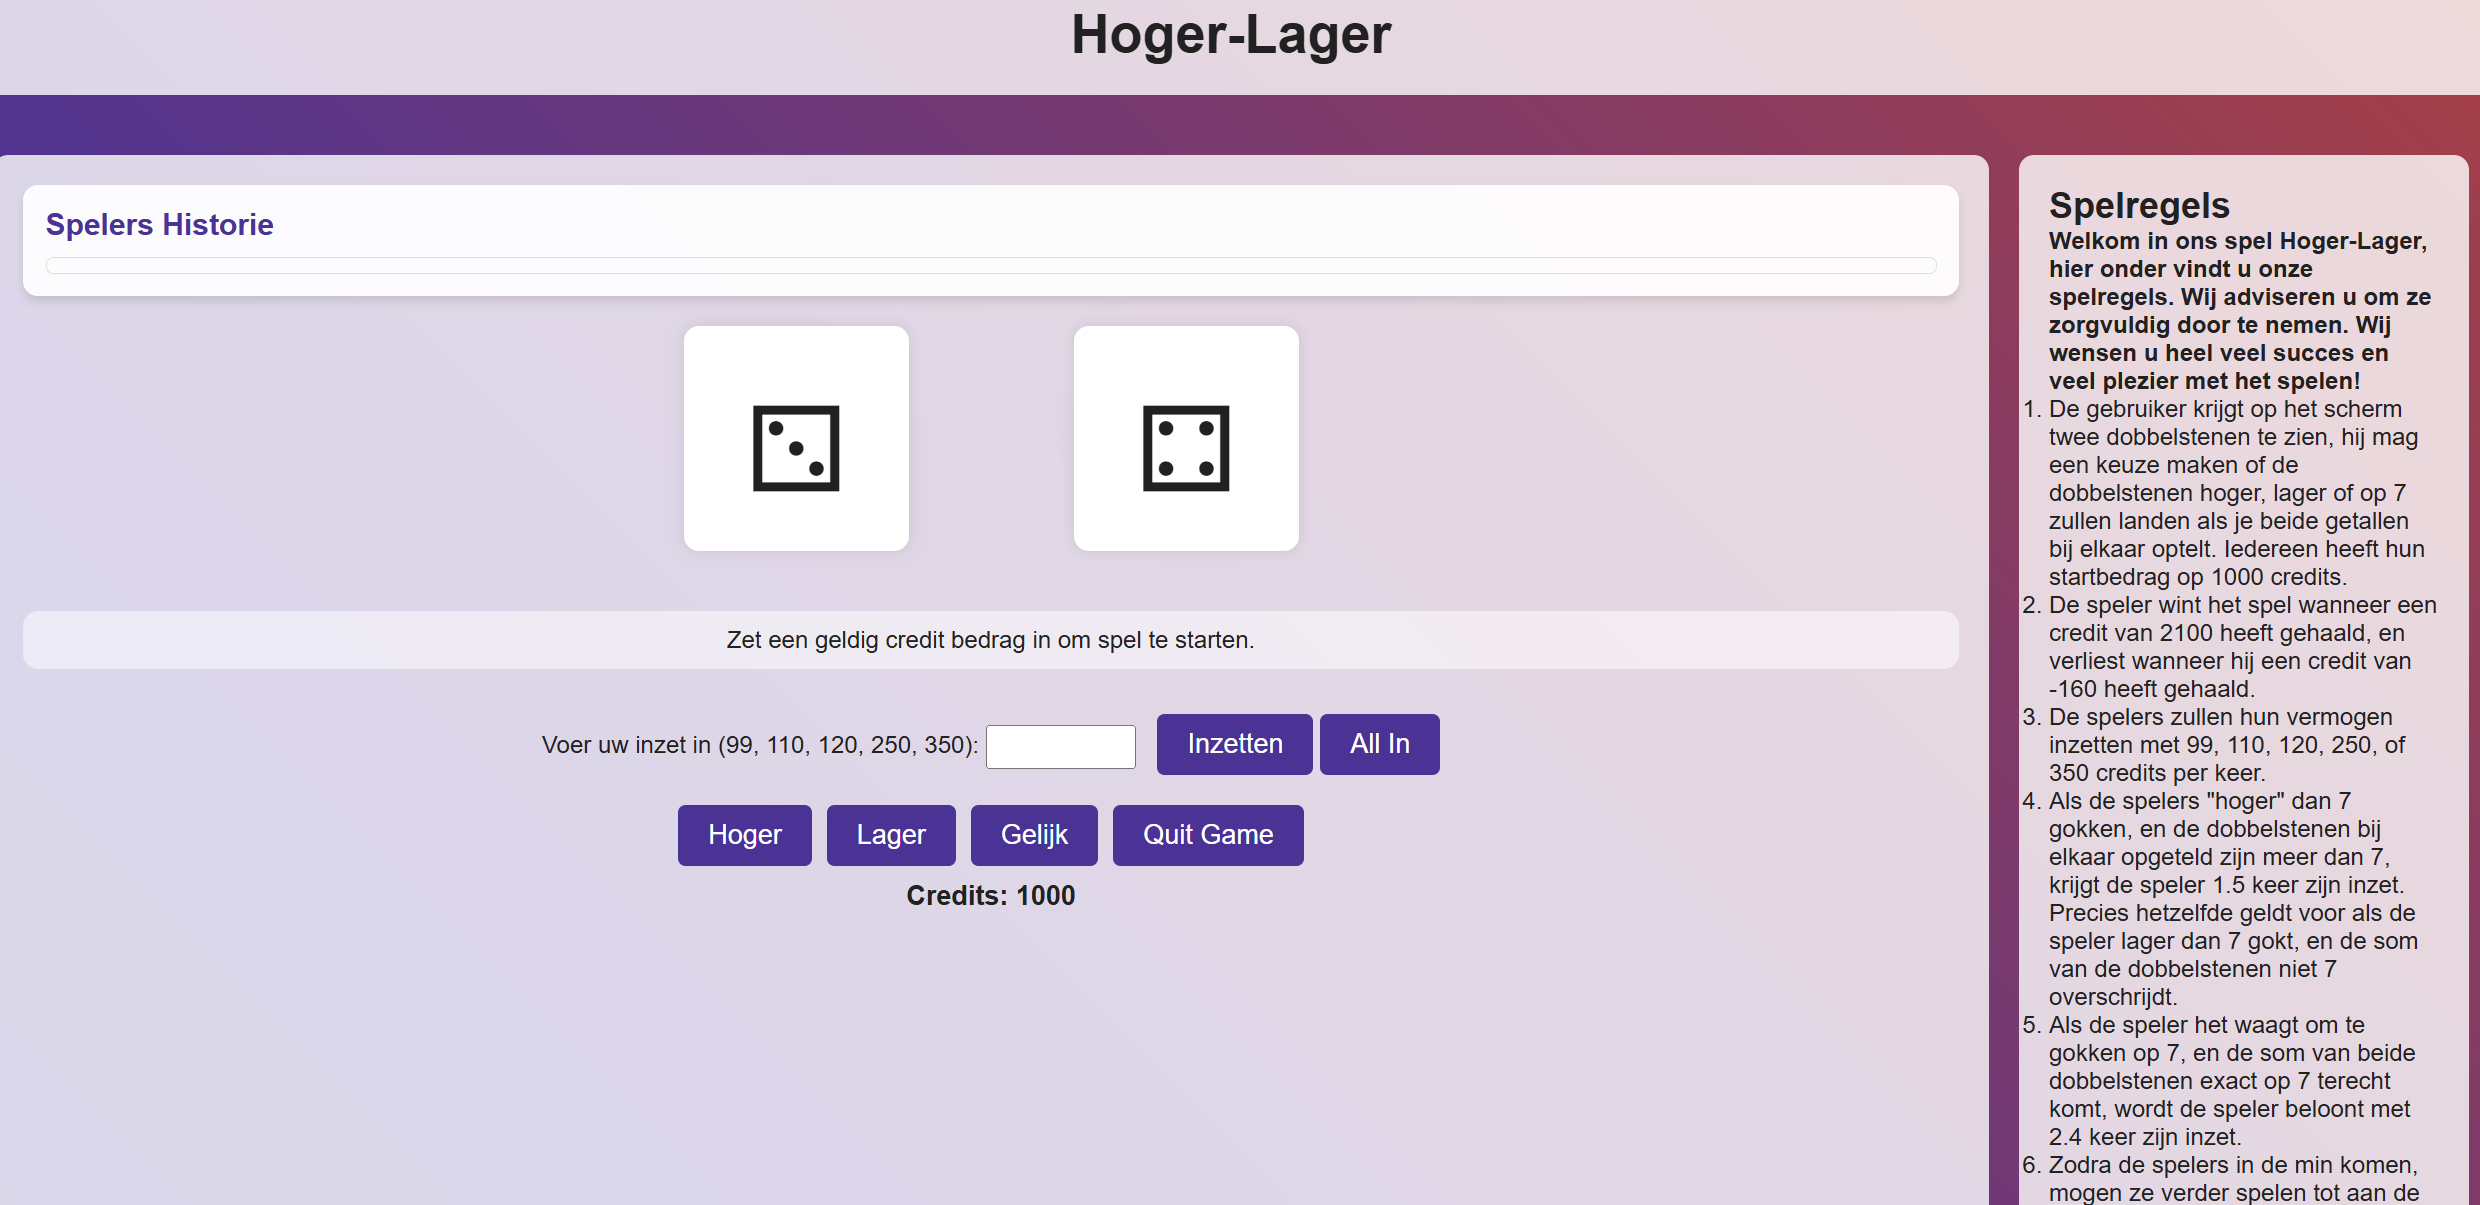 Hoger-Lager
Spelers Historie
Zet een geldig credit bedrag in om spel te starten.
Voer uw inzet in (99, 110, 120, 250, 350):
Inzetten
All In
Hoger
Lager
Gelijk
Quit Game
Credits: 1000
Spelregels
Welkom in ons spel Hoger-Lager,
hier onder vindt u onze
spelregels. Wij adviseren u om ze
zorgvuldig door te nemen. Wij
wensen u heel veel succes en
veel plezier met het spelen!
1. De gebruiker krijgt op het scherm
twee dobbelstenen te zien, hij mag
een keuze maken of de
dobbelstenen hoger, lager of op 7
zullen landen als je beide getallen
bij elkaar optelt. Iedereen heeft hun
startbedrag op 1000 credits.
2. De speler wint het spel wanneer een
credit van 2100 heeft gehaald, en
verliest wanneer hij een credit van
-160 heeft gehaald.
3. De spelers zullen hun vermogen
inzetten met 99, 110, 120, 250, of
350 credits per keer.
4. Als de spelers "hoger" dan 7
gokken, en de dobbelstenen bij
elkaar opgeteld zijn meer dan 7,
krijgt de speler 1.5 keer zijn inzet.
Precies hetzelfde geldt voor als de
speler lager dan 7 gokt, en de som
van de dobbelstenen niet 7
overschrijdt.
5. Als de speler het waagt om te
gokken op 7, en de som van beide
dobbelstenen exact op 7 terecht
komt, wordt de speler beloont met
2.4 keer zijn inzet.
6. Zodra de spelers in de min komen,
mogen ze verder spelen tot aan de